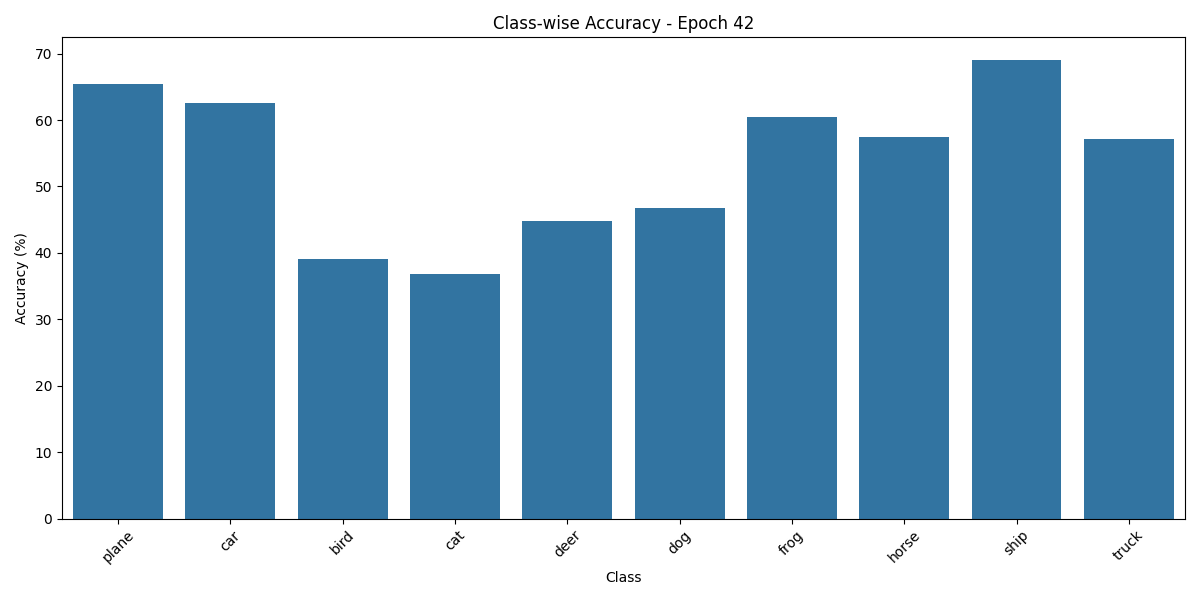 Class-wise Accuracy - Epoch 42
Accuracy (%)
70
60
50
40
30
20
10
0
plane
car
bird
cat
deer
dog
frog
horse
ship
truck
Class